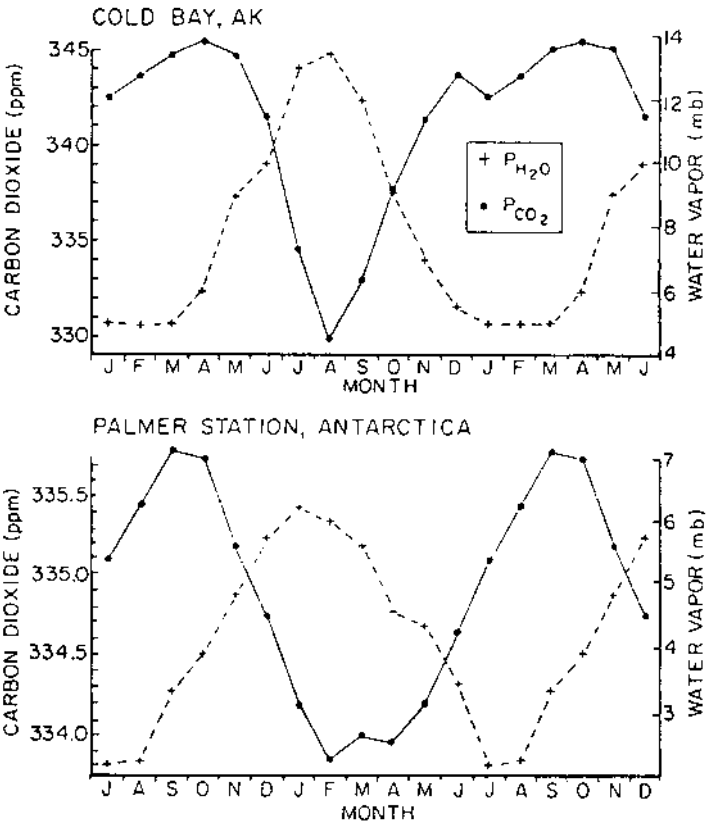 COLD BAY, AK
CARBON DIOXIDE (ppm)
345
340
335
330
14
12
10
8
6
4
WATER VAPOR (mb)
+ P_H2O
• P_CO2
J F M A M J J A S O N D J F M A M J
MONTH
PALMER STATION, ANTARCTICA
CARBON DIOXIDE (ppm)
335.5
335.0
334.5
334.0
7
6
5
4
3
WATER VAPOR (mb)
J A S O N D J F M A M J J A S O N D
MONTH